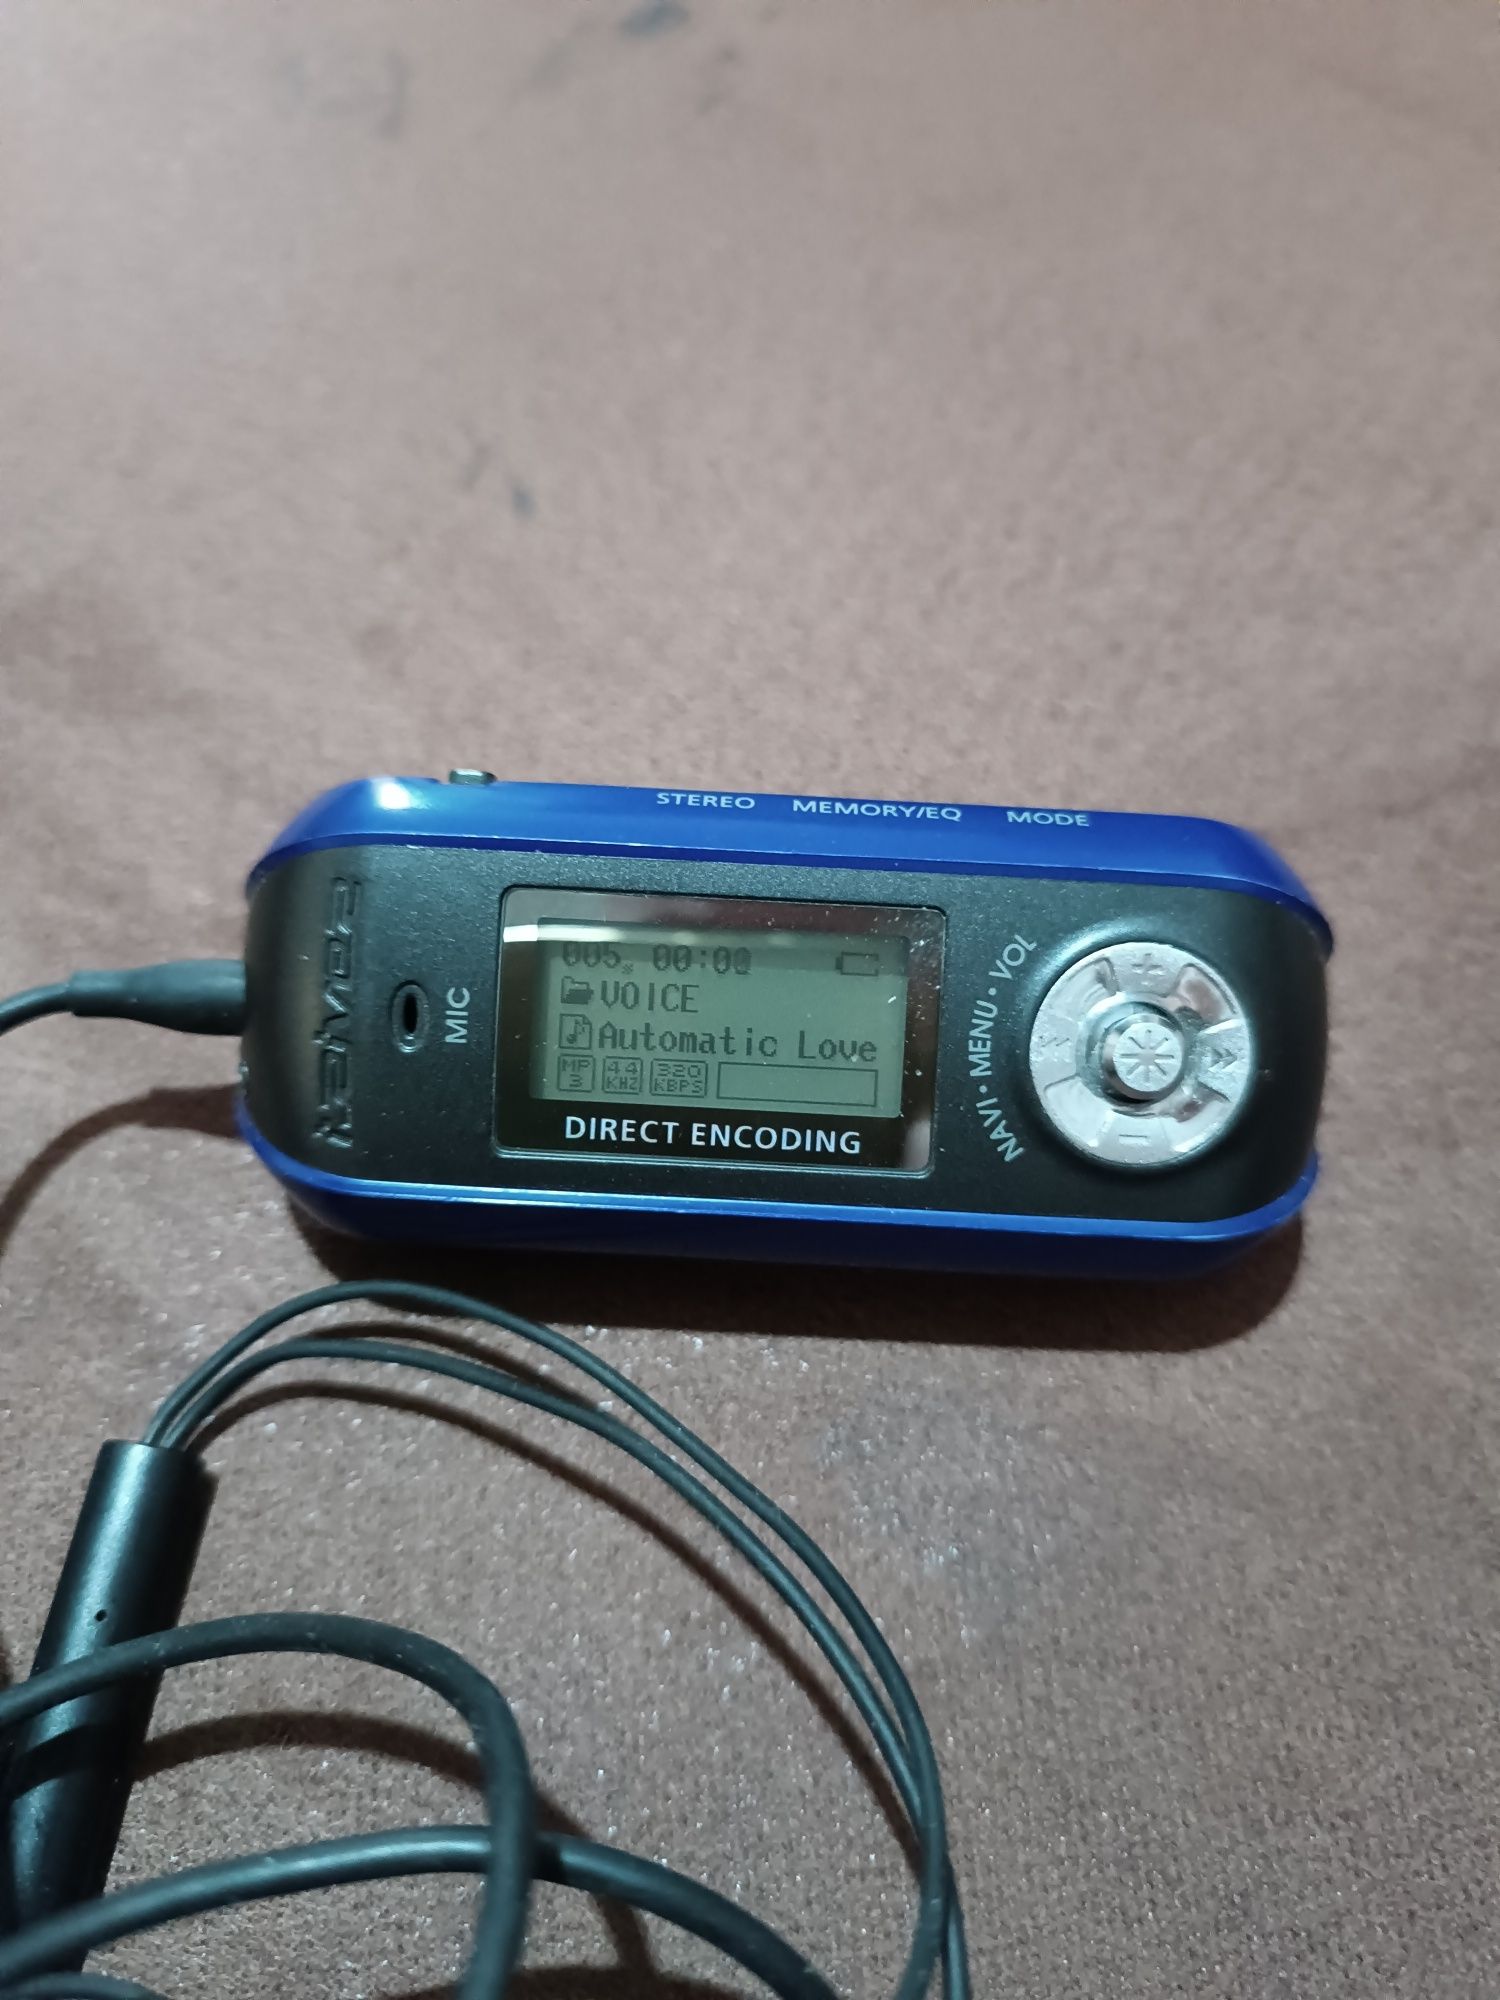 STEREO MEMORY/EQ MODE
MIC
005 00:00
VOICE
Automatic Love
MP3 44KHZ 320KBPS
DIRECT ENCODING
NAVI • MENU • VOL
+
−